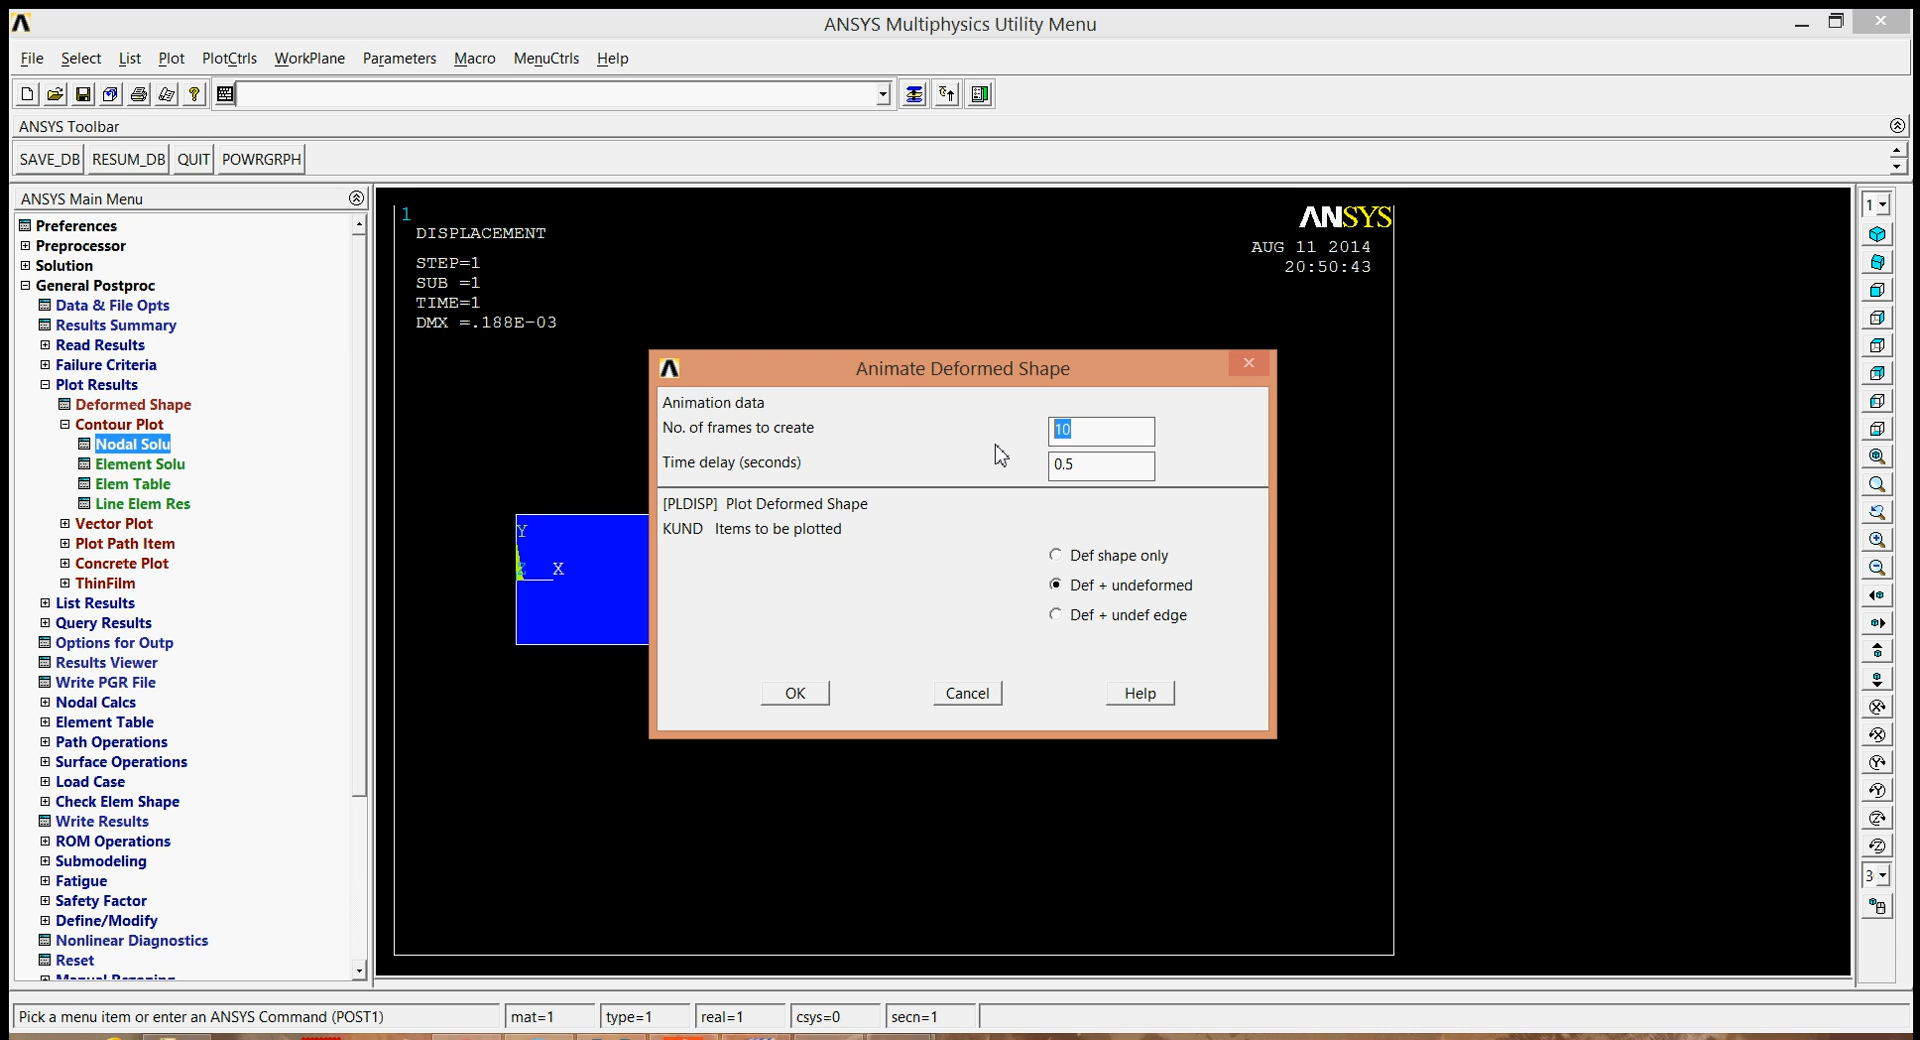 ANSYS Multiphysics Utility Menu
File Select List Plot PlotCtrls WorkPlane Parameters Macro MenuCtrls Help
ANSYS Toolbar
SAVE_DB RESUM_DB QUIT POWRGRPH
ANSYS Main Menu
Preferences
Preprocessor
Solution
General Postproc
Data & File Opts
Results Summary
Read Results
Failure Criteria
Plot Results
Deformed Shape
Contour Plot
Nodal Solu
Element Solu
Elem Table
Line Elem Res
Vector Plot
Plot Path Item
Concrete Plot
ThinFilm
List Results
Query Results
Options for Outp
Results Viewer
Write PGR File
Nodal Calcs
Element Table
Path Operations
Surface Operations
Load Case
Check Elem Shape
Write Results
ROM Operations
Submodeling
Fatigue
Safety Factor
Define/Modify
Nonlinear Diagnostics
Reset
1
DISPLACEMENT
STEP=1
SUB =1
TIME=1
DMX =.188E-03
ANSYS
AUG 11 2014
20:50:43
Y
Z X
Animate Deformed Shape
Animation data
No. of frames to create 10
Time delay (seconds) 0.5
[PLDISP] Plot Deformed Shape
KUND Items to be plotted
Def shape only
Def + undeformed
Def + undef edge
OK Cancel Help
1
3
Pick a menu item or enter an ANSYS Command (POST1) mat=1 type=1 real=1 csys=0 secn=1